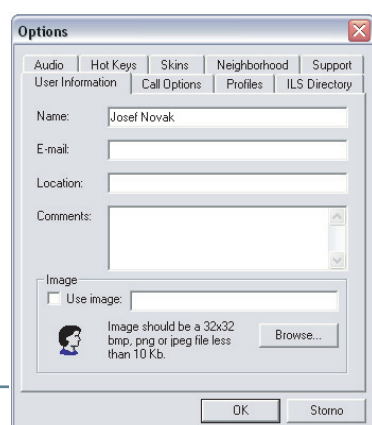 Options
Audio Hot Keys Skins Neighborhood Support
User Information Call Options Profiles ILS Directory
Name: Josef Novak
E-mail:
Location:
Comments:
Image
Use image:
Image should be a 32x32
bmp, png or jpeg file less
than 10 Kb.
Browse...
OK Storno